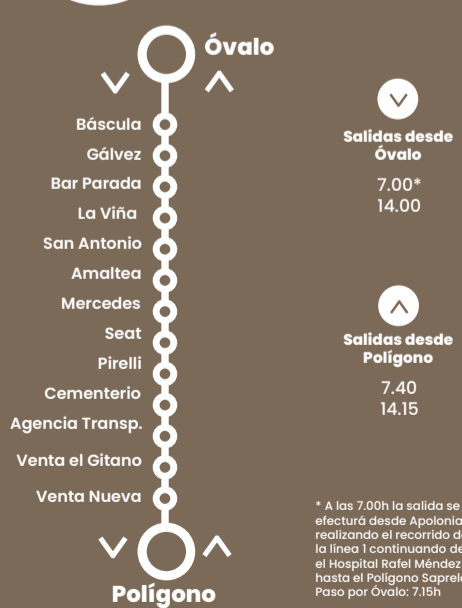 Óvalo
Báscula
Gálvez
Bar Parada
La Viña
San Antonio
Amaltea
Mercedes
Seat
Pirelli
Cementerio
Agencia Transp.
Venta el Gitano
Venta Nueva
Polígono
Salidas desde
Óvalo
7.00*
14.00
Salidas desde
Polígono
7.40
14.15
* A las 7.00h la salida se
efecturá desde Apolonia
realizando el recorrido de
la línea 1 continuando de
el Hospital Rafel Méndez
hasta el Polígono
Paso por Óvalo: 7.15h